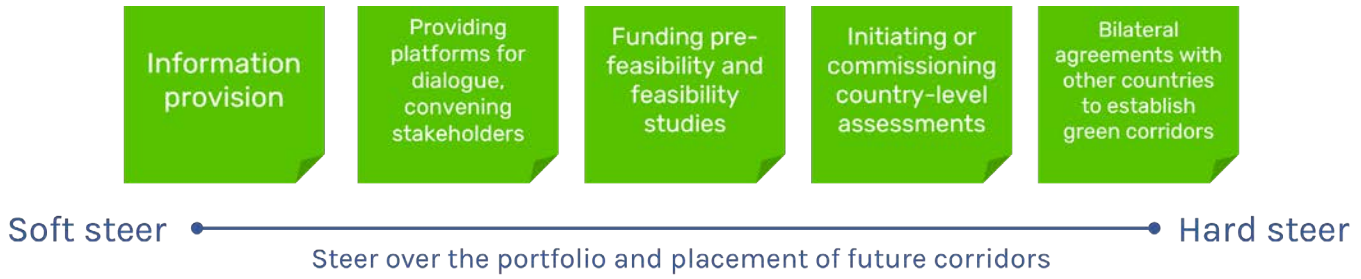 Information
provision
Providing
platforms for
dialogue,
convening
stakeholders
Funding pre-
feasibility and
feasibility
studies
Initiating or
commissioning
country-level
assessments
Bilateral
agreements with
other countries
to establish
green corridors
Soft steer
Hard steer
Steer over the portfolio and placement of future corridors